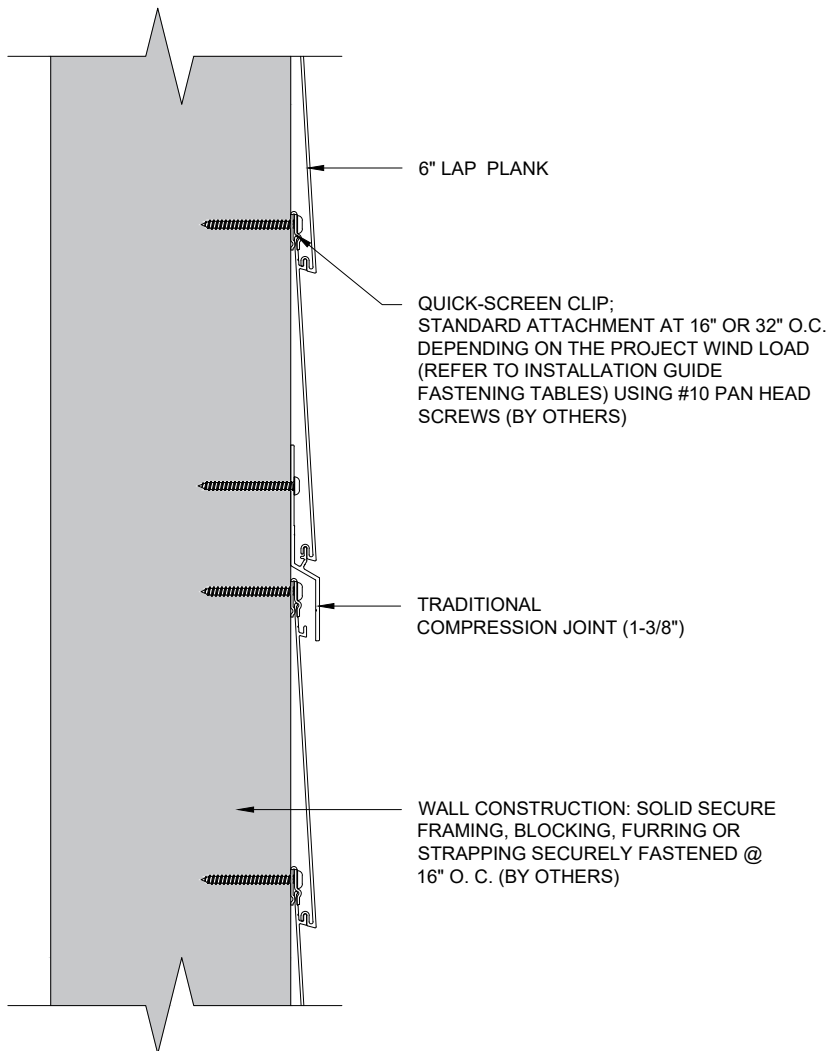 6" LAP PLANK
QUICK-SCREEN CLIP;
STANDARD ATTACHMENT AT 16" OR 32" O.C.
DEPENDING ON THE PROJECT WIND LOAD
(REFER TO INSTALLATION GUIDE
FASTENING TABLES) USING #10 PAN HEAD
SCREWS (BY OTHERS)
TRADITIONAL
COMPRESSION JOINT (1-3/8")
WALL CONSTRUCTION: SOLID SECURE
FRAMING, BLOCKING, FURRING OR
STRAPPING SECURELY FASTENED @
16" O. C. (BY OTHERS)